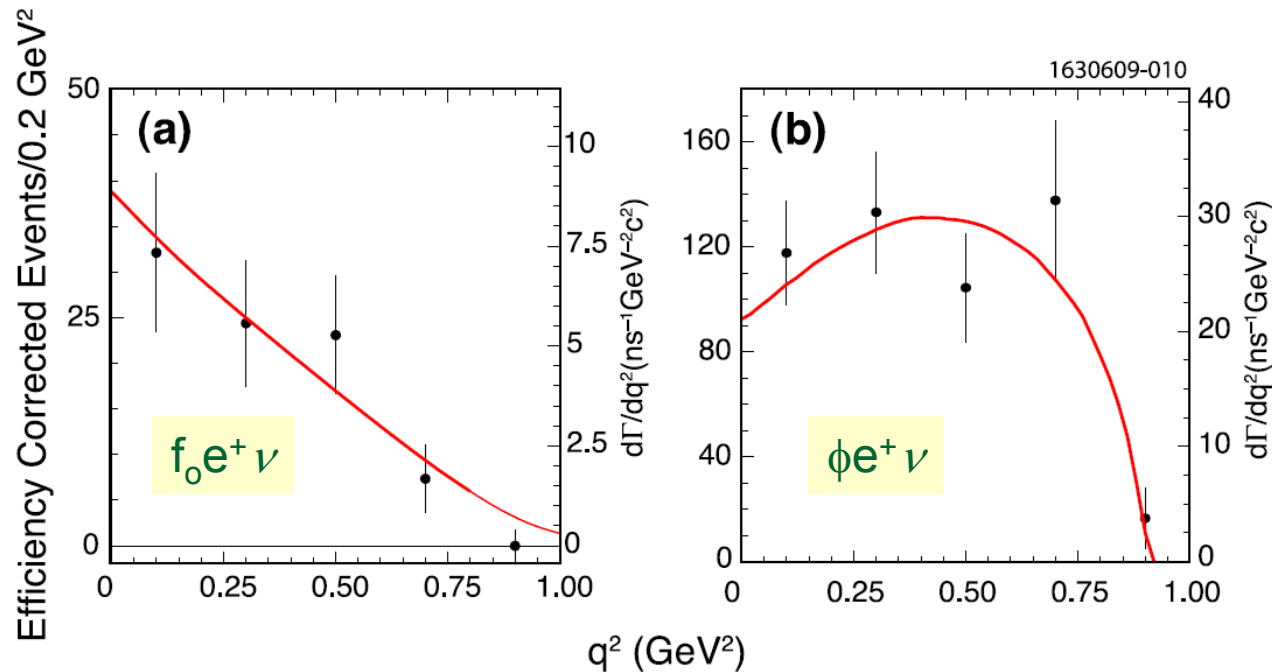 1630609-010
Efficiency Corrected Events/0.2 GeV²
(a)
50
25
0
10
7.5
5
2.5
0
dΓ/dq²(ns⁻¹GeV⁻²c²)
f₀e⁺ν
0 0.25 0.50 0.75 1.00
(b)
160
120
80
40
0
40
30
20
10
0
dΓ/dq²(ns⁻¹GeV⁻²c²)
ϕe⁺ν
0 0.25 0.50 0.75 1.00
q² (GeV²)